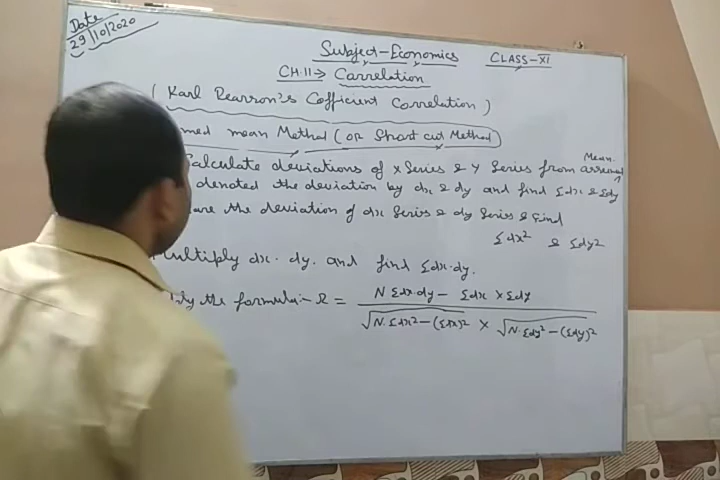 Date
29/10/2020
Subject-Economics CLASS-XI
CH.11→ Correlation
( Karl Pearson's Cofficient Correlation )
med mean Method (OR Short cut Method)
Calculate deviations of x Series & y Series from assumed Mean.
denoted the deviation by dx & dy and find Σdx & Σdy
are the deviation of dx Series & dy Series & find
Σdx² & Σdy²
ultiply dx. dy. and find Σdx.dy.
ly the formula:- r = N Σdx.dy - Σdx × Σdy
√N.Σdx² - (Σdx)² × √N.Σdy² - (Σdy)²